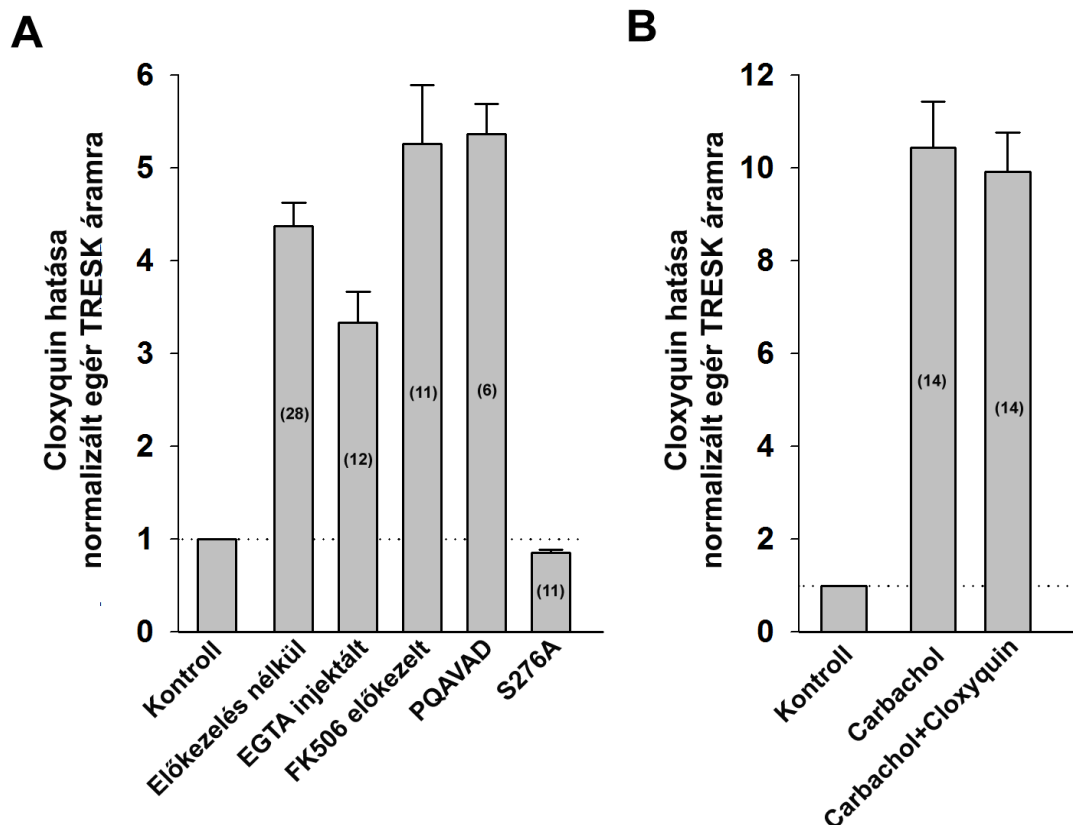 A
Cloxyquin hatása
normalizált egér TRESK áramra
6
5
4
3
2
1
0
(28)
(12)
(11)
(6)
(11)
Kontroll
Előkezelés nélkül
EGTA injektált
FK506 előkezelt
PQAVAD
S276A
B
Cloxyquin hatása
normalizált egér TRESK áramra
12
10
8
6
4
2
0
(14)
(14)
Kontroll
Carbachol
Carbachol+Cloxyquin